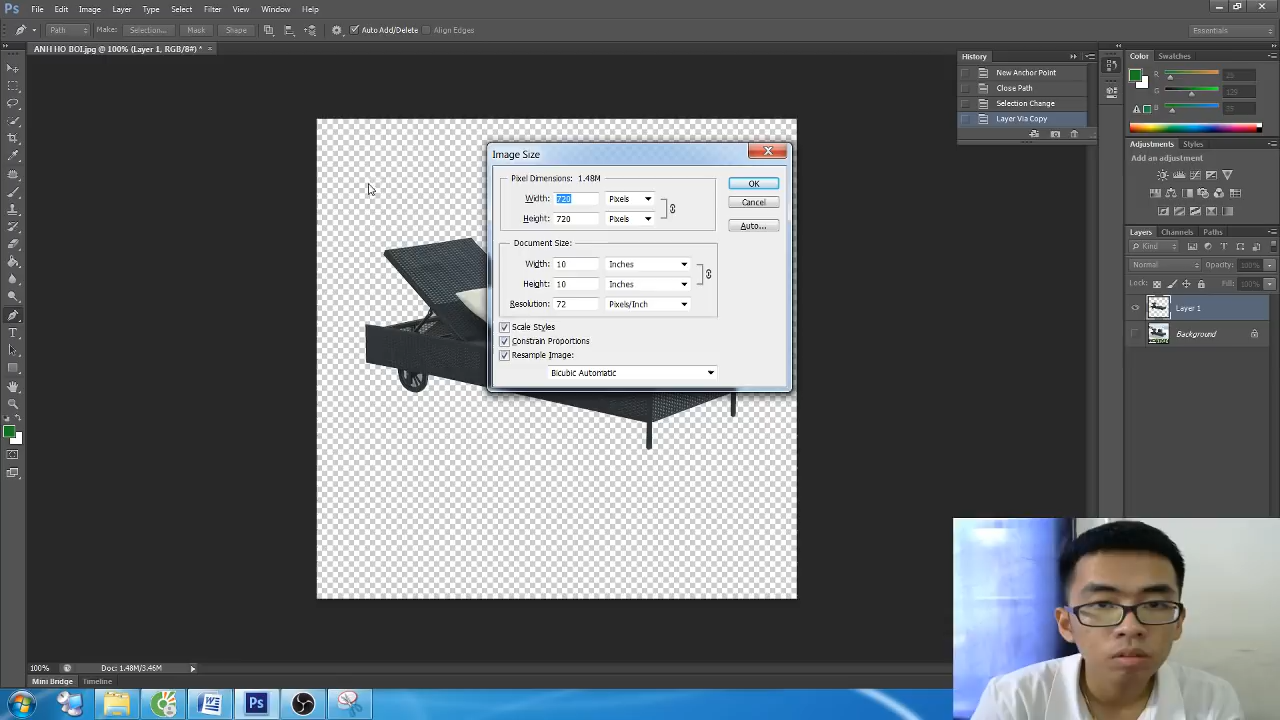 Ps File Edit Image Layer Type Select Filter View Window Help
Path Make: Selection... Mask Shape Auto Add/Delete Align Edges Essentials
ANH HO BOI.jpg @ 100% (Layer 1, RGB/8#) * ×
History
New Anchor Point
Close Path
Selection Change
Layer Via Copy
Color Swatches
R 25
G 129
B
Adjustments Styles
Add an adjustment
Layers Channels Paths
Kind
Normal Opacity: 100%
Lock: Fill: 100%
Layer 1
Background
Image Size
Pixel Dimensions: 1.48M
Width: 720 Pixels
Height: 720 Pixels
OK
Cancel
Auto...
Document Size:
Width: 10 Inches
Height: 10 Inches
Resolution: 72 Pixels/Inch
Scale Styles
Constrain Proportions
Resample Image:
Bicubic Automatic
100% Doc: 1.48M/3.46M
Mini Bridge Timeline
W Ps